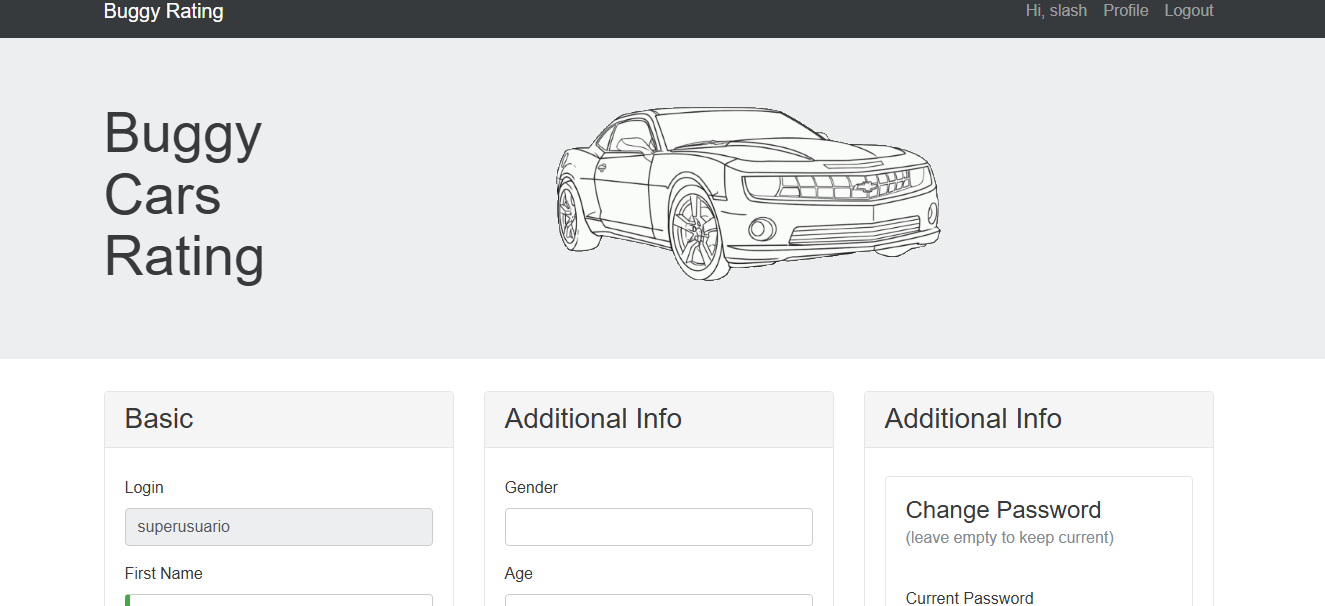 Buggy Rating
Hi, slash Profile Logout
Buggy
Cars
Rating
Basic
Login
superusuario
First Name
Additional Info
Gender
Age
Additional Info
Change Password
(leave empty to keep current)
Current Password